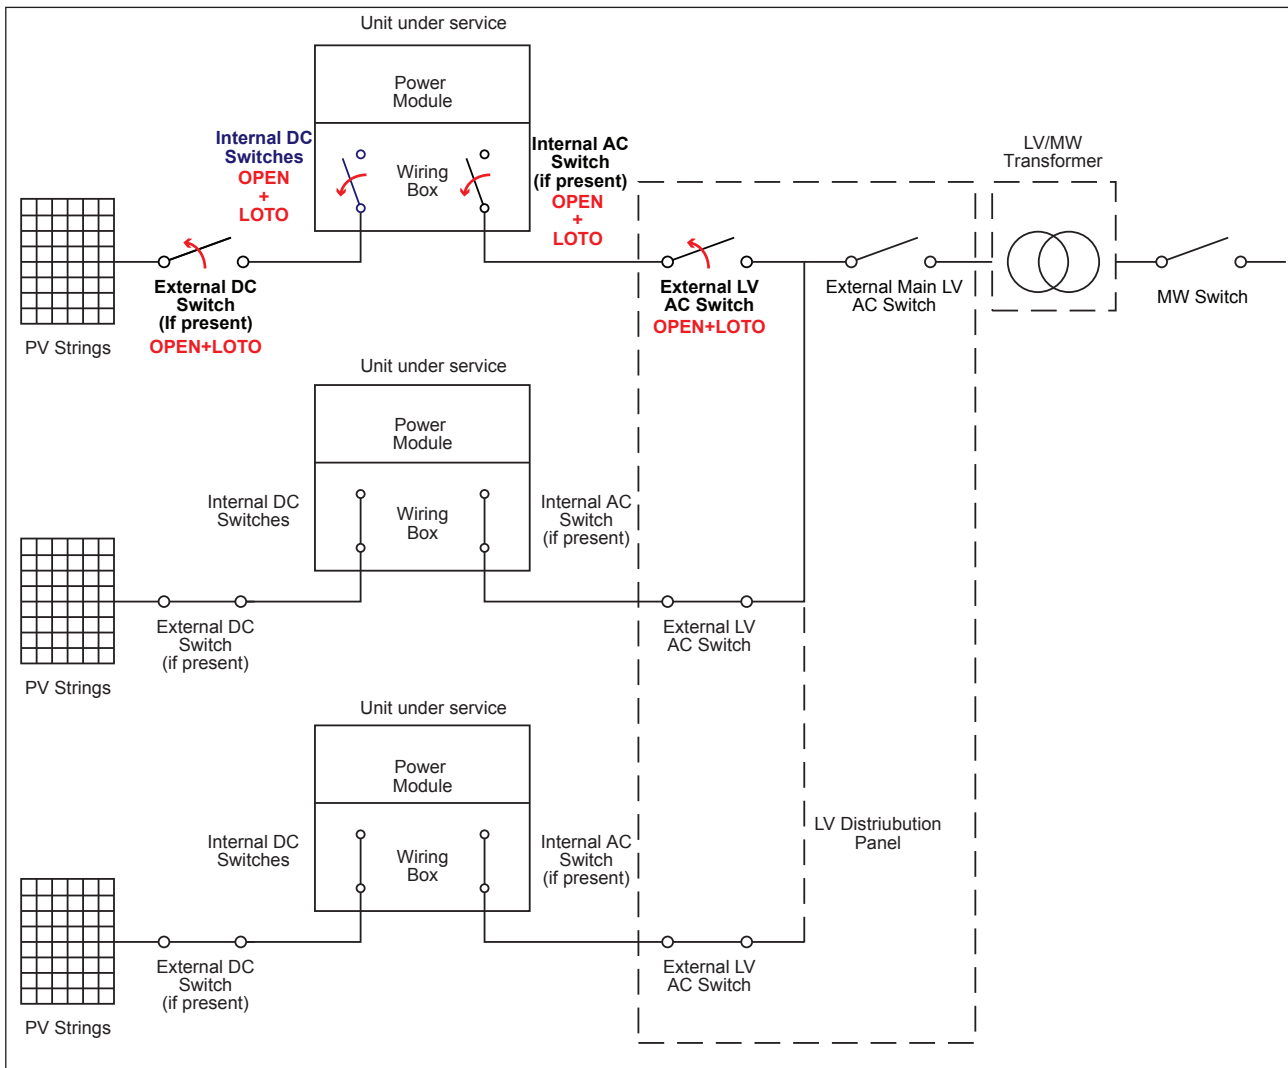 Unit under service
Power
Module
Internal DC
Switches
OPEN
+
LOTO
Wiring
Box
Internal AC
Switch
(if present)
OPEN
+
LOTO
LV/MW
Transformer
External DC
Switch
(If present)
OPEN+LOTO
PV Strings
External LV
AC Switch
OPEN+LOTO
External Main LV
AC Switch
MW Switch
Unit under service
Power
Module
Internal DC
Switches
Wiring
Box
Internal AC
Switch
(if present)
External DC
Switch
(if present)
PV Strings
External LV
AC Switch
Unit under service
Power
Module
Internal DC
Switches
Wiring
Box
Internal AC
Switch
(if present)
LV Distriubution
Panel
External DC
Switch
(if present)
PV Strings
External LV
AC Switch